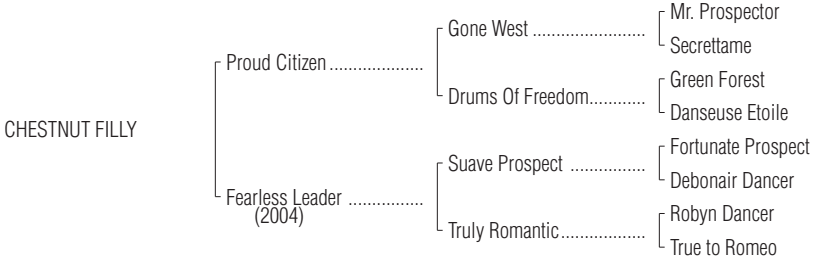 Mr. Prospector
Gone West ........................
Secrettame
Proud Citizen ....................
Green Forest
Drums Of Freedom............
Danseuse Etoile
CHESTNUT FILLY
Fortunate Prospect
Suave Prospect ................
Debonair Dancer
Fearless Leader ................
(2004)
Robyn Dancer
Truly Romantic..................
True to Romeo